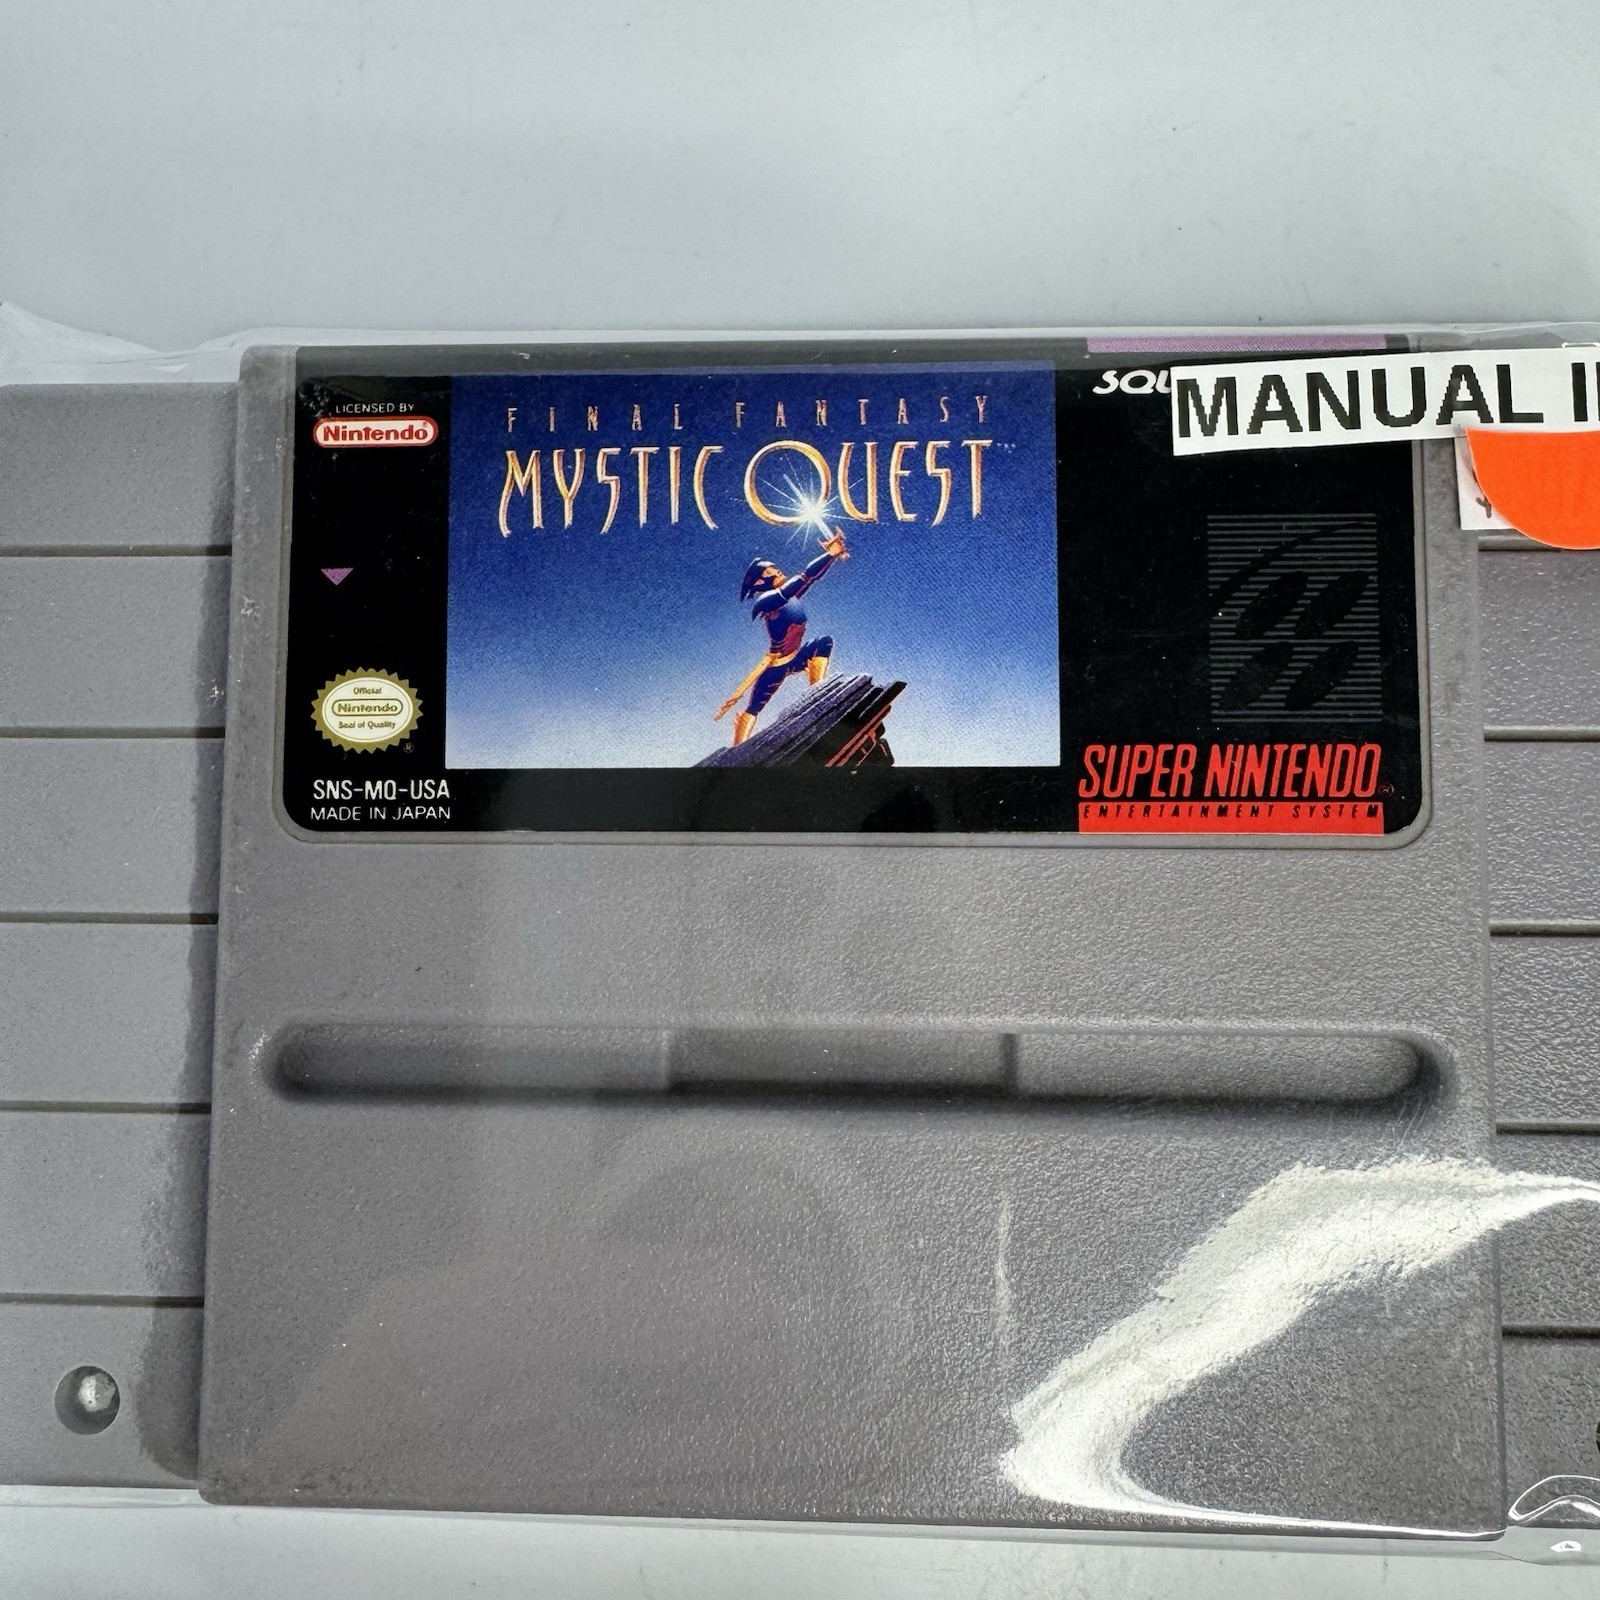 LICENSED BY
Nintendo®
FINAL FANTASY
MYSTIC QUEST™
MANUAL
Official
Nintendo
Seal of Quality
®
SNS-MQ-USA
MADE IN JAPAN
SUPER NINTENDO®
ENTERTAINMENT SYSTEM